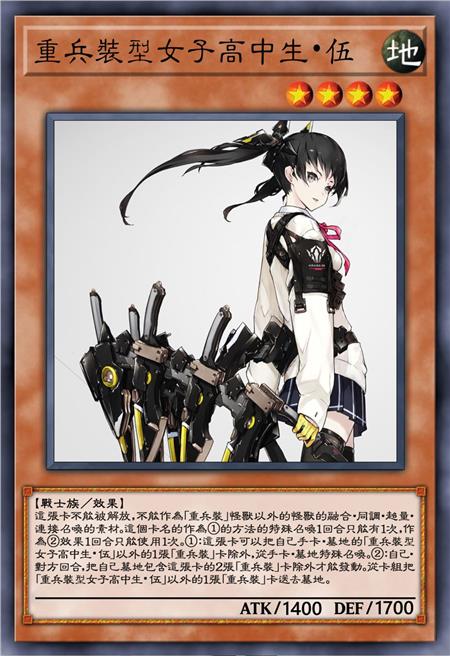 重兵裝型女子高中生•伍
地
【戰士族／效果】
這張卡不能被解放，不能作為「重兵裝」怪獸以外的怪獸的融合·同調·超量·
連接召喚的素材。這個卡名的作為①的方法的特殊召喚1回合只能有1次，作
為②效果1回合只能使用1次。①：這張卡可以把自己手卡·墓地的「重兵裝型
女子高中生·伍」以外的1張「重兵裝」卡除外，從手卡·墓地特殊召喚。②：自己·
對方回合，把自己墓地包含這張卡的2張「重兵裝」卡除外才能發動。從卡組把
「重兵裝型女子高中生·伍」以外的1張「重兵裝」卡送去墓地。
ATK/1400 DEF/1700